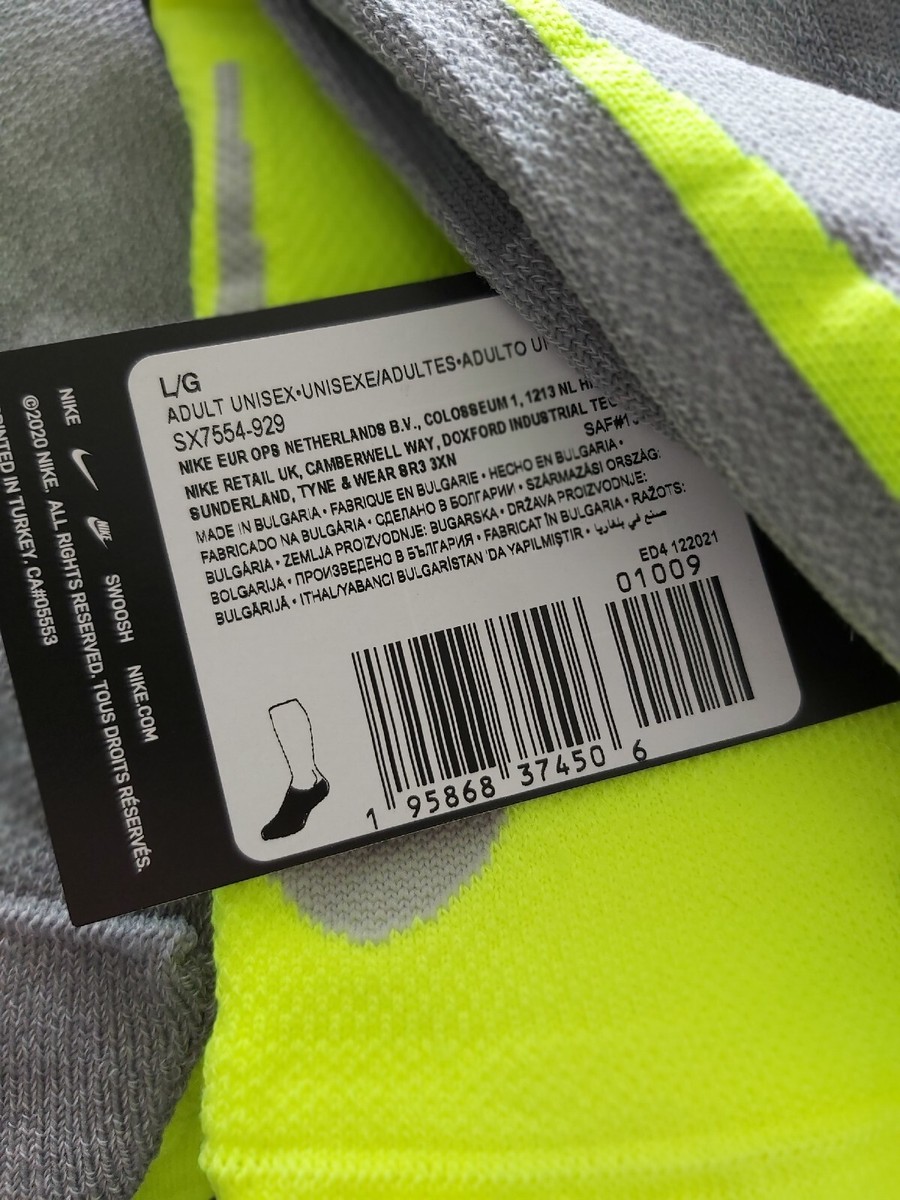 L/G
ADULT UNISEX•UNISEXE/ADULTES•ADULTO
SX7554-929
NIKE EUR OPS NETHERLANDS B.V., COLOSSEUM 1, 1213 NL
NIKE RETAIL UK, CAMBERWELL WAY, DOXFORD INDUSTRIAL
SUNDERLAND, TYNE & WEAR SR3 3XN
SAF#1
MADE IN BULGARIA • FABRIQUE EN BULGARIE • HECHO EN BULGARIA •
FABRICADO NA BULGÁRIA • СДЕЛАНО В БОЛГАРИИ • SZÁRMAZÁSI ORSZÁG:
BULGÁRIA • ZEMLJA PROIZVODNJE: BUGARSKA • DRŽAVA PROIZVODNJE:
BOLGARIJA • ПРОИЗВЕДЕНО В БЪЛГАРИЯ • FABRICAT ÎN BULGARIA • RAŽOTS:
BULGĀRIJĀ • ITHAL/YABANCI BULGARİSTAN 'DA YAPILMIŞTIR • صنع في بلغاريا
ED4 122021
01009
1 95868 37450 6
NIKE SWOOSH NIKE.COM
©2020 NIKE. ALL RIGHTS RESERVED. TOUS DROITS RÉSERVÉS.
PRINTED IN TURKEY. CA#05553